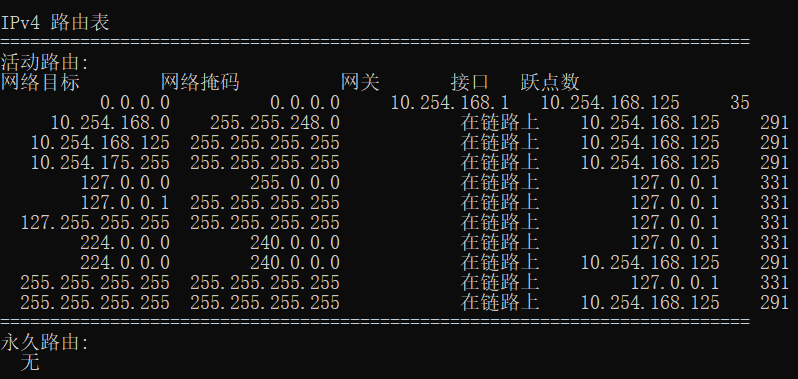 IPv4 路由表
===========================================================================
活动路由:
网络目标 网络掩码 网关 接口 跃点数
0.0.0.0 0.0.0.0 10.254.168.1 10.254.168.125 35
10.254.168.0 255.255.248.0 在链路上 10.254.168.125 291
10.254.168.125 255.255.255.255 在链路上 10.254.168.125 291
10.254.175.255 255.255.255.255 在链路上 10.254.168.125 291
127.0.0.0 255.0.0.0 在链路上 127.0.0.1 331
127.0.0.1 255.255.255.255 在链路上 127.0.0.1 331
127.255.255.255 255.255.255.255 在链路上 127.0.0.1 331
224.0.0.0 240.0.0.0 在链路上 127.0.0.1 331
224.0.0.0 240.0.0.0 在链路上 10.254.168.125 291
255.255.255.255 255.255.255.255 在链路上 127.0.0.1 331
255.255.255.255 255.255.255.255 在链路上 10.254.168.125 291
===========================================================================
永久路由:
无